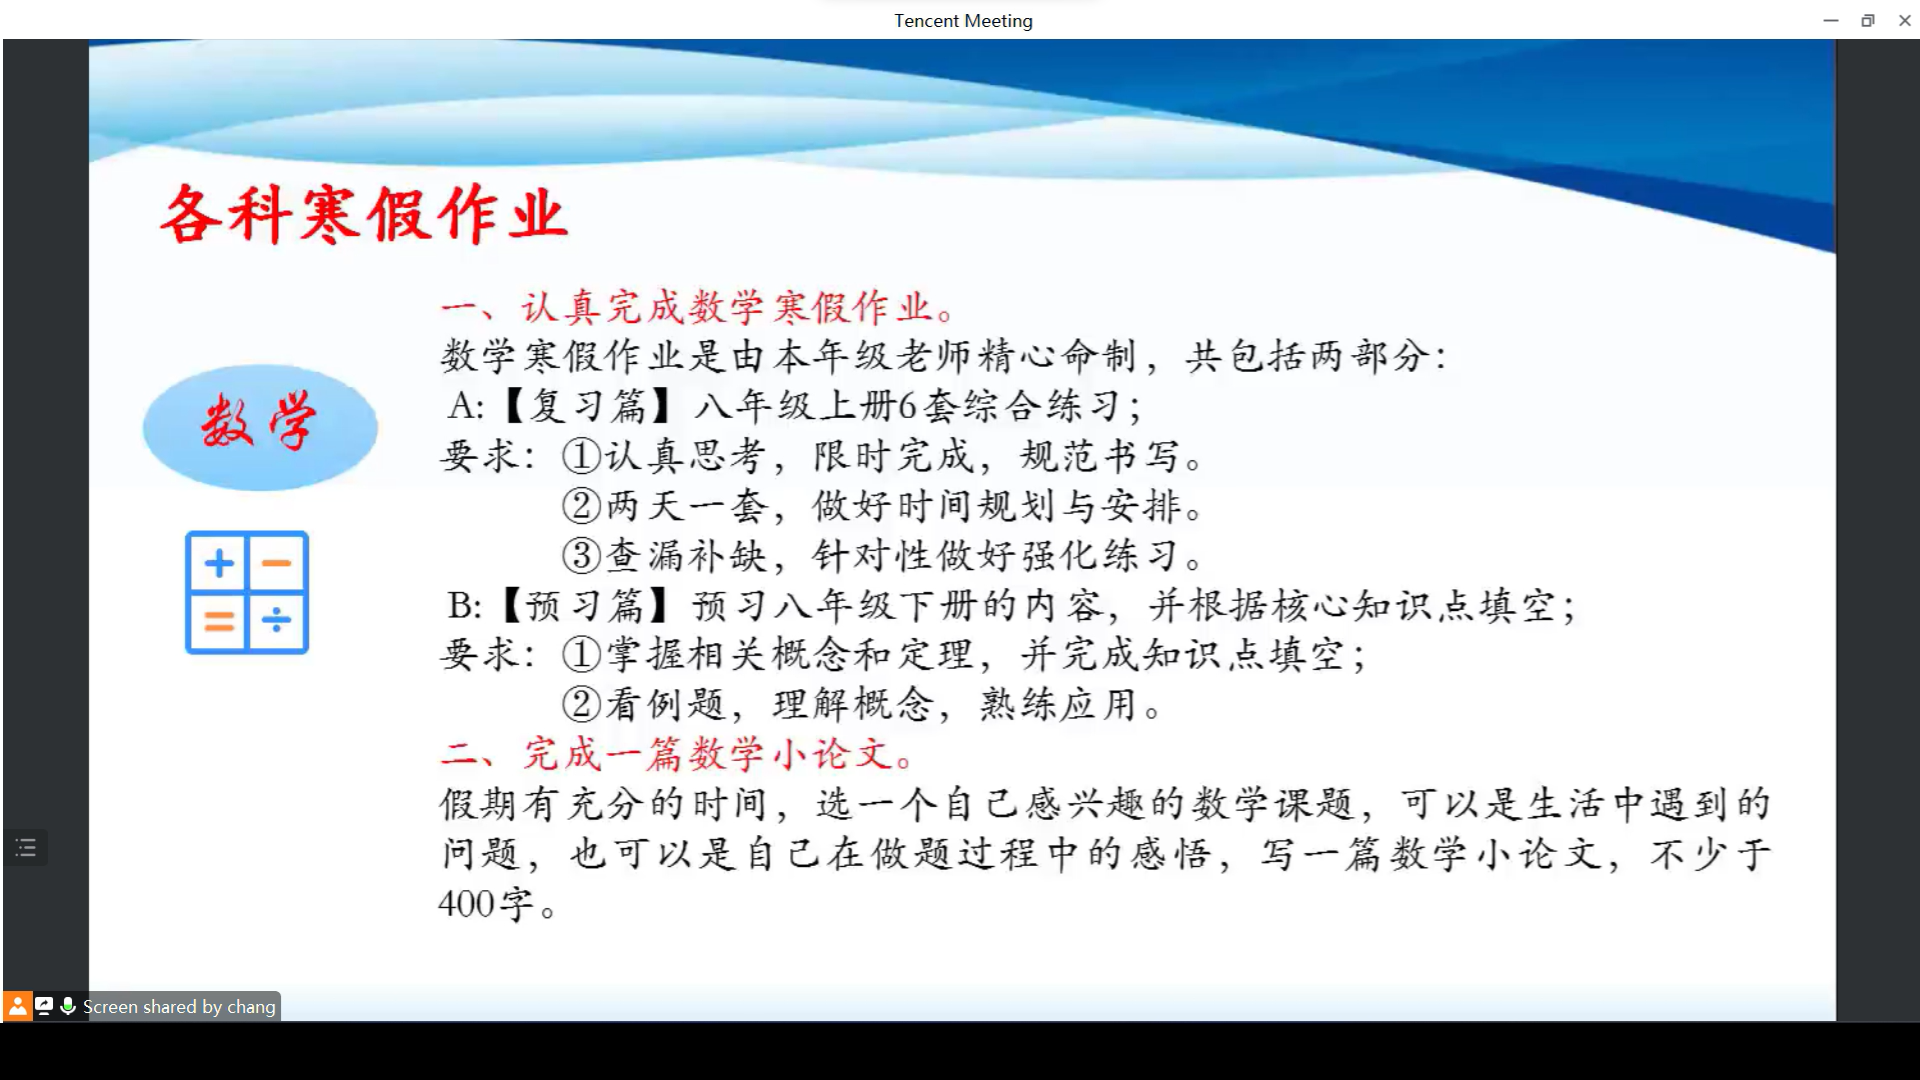 Tencent Meeting
各科寒假作业
一、认真完成数学寒假作业。
数学寒假作业是由本年级老师精心命制，共包括两部分：
A:【复习篇】八年级上册6套综合练习；
数学
要求：①认真思考，限时完成，规范书写。
②两天一套，做好时间规划与安排。
③查漏补缺，针对性做好强化练习。
B:【预习篇】预习八年级下册的内容，并根据核心知识点填空；
要求：①掌握相关概念和定理，并完成知识点填空；
②看例题，理解概念，熟练应用。
二、完成一篇数学小论文。
假期有充分的时间，选一个自己感兴趣的数学课题，可以是生活中遇到的
问题，也可以是自己在做题过程中的感悟，写一篇数学小论文，不少于
400字。
Screen shared by chang